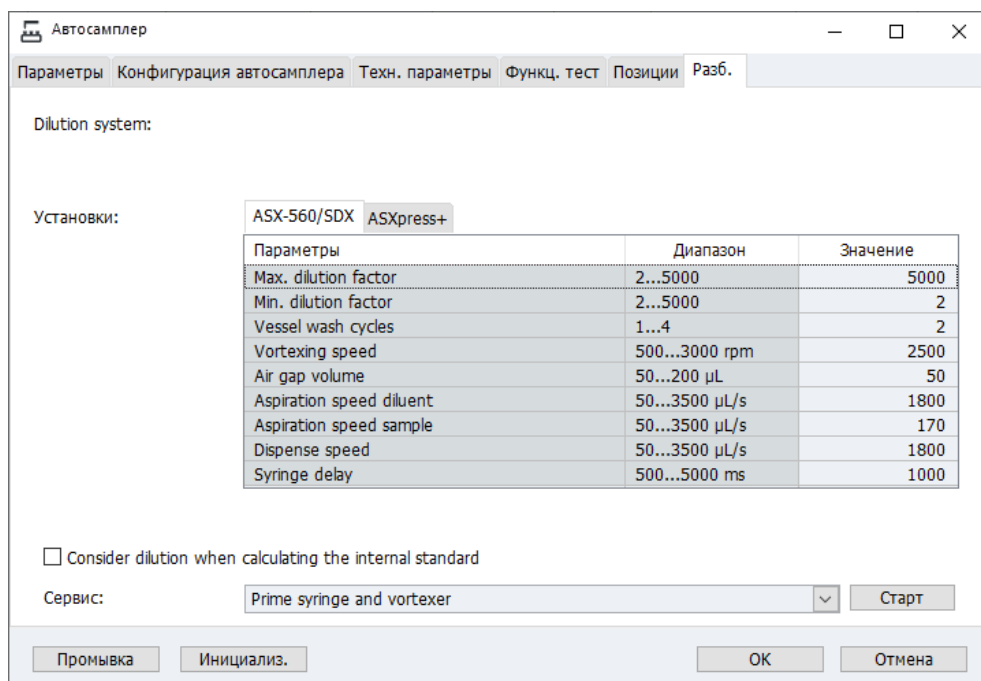 Автосамплер
Параметры Конфигурация автосамплера Техн. параметры Функц. тест Позиции Разб.
Dilution system:
Установки: ASX-560/SDX ASXpress+
Параметры Диапазон Значение
Max. dilution factor 2...5000 5000
Min. dilution factor 2...5000 2
Vessel wash cycles 1...4 2
Vortexing speed 500...3000 rpm 2500
Air gap volume 50...200 µL 50
Aspiration speed diluent 50...3500 µL/s 1800
Aspiration speed sample 50...3500 µL/s 170
Dispense speed 50...3500 µL/s 1800
Syringe delay 500...5000 ms 1000
Consider dilution when calculating the internal standard
Сервис: Prime syringe and vortexer Старт
Промывка Инициализ. OK Отмена